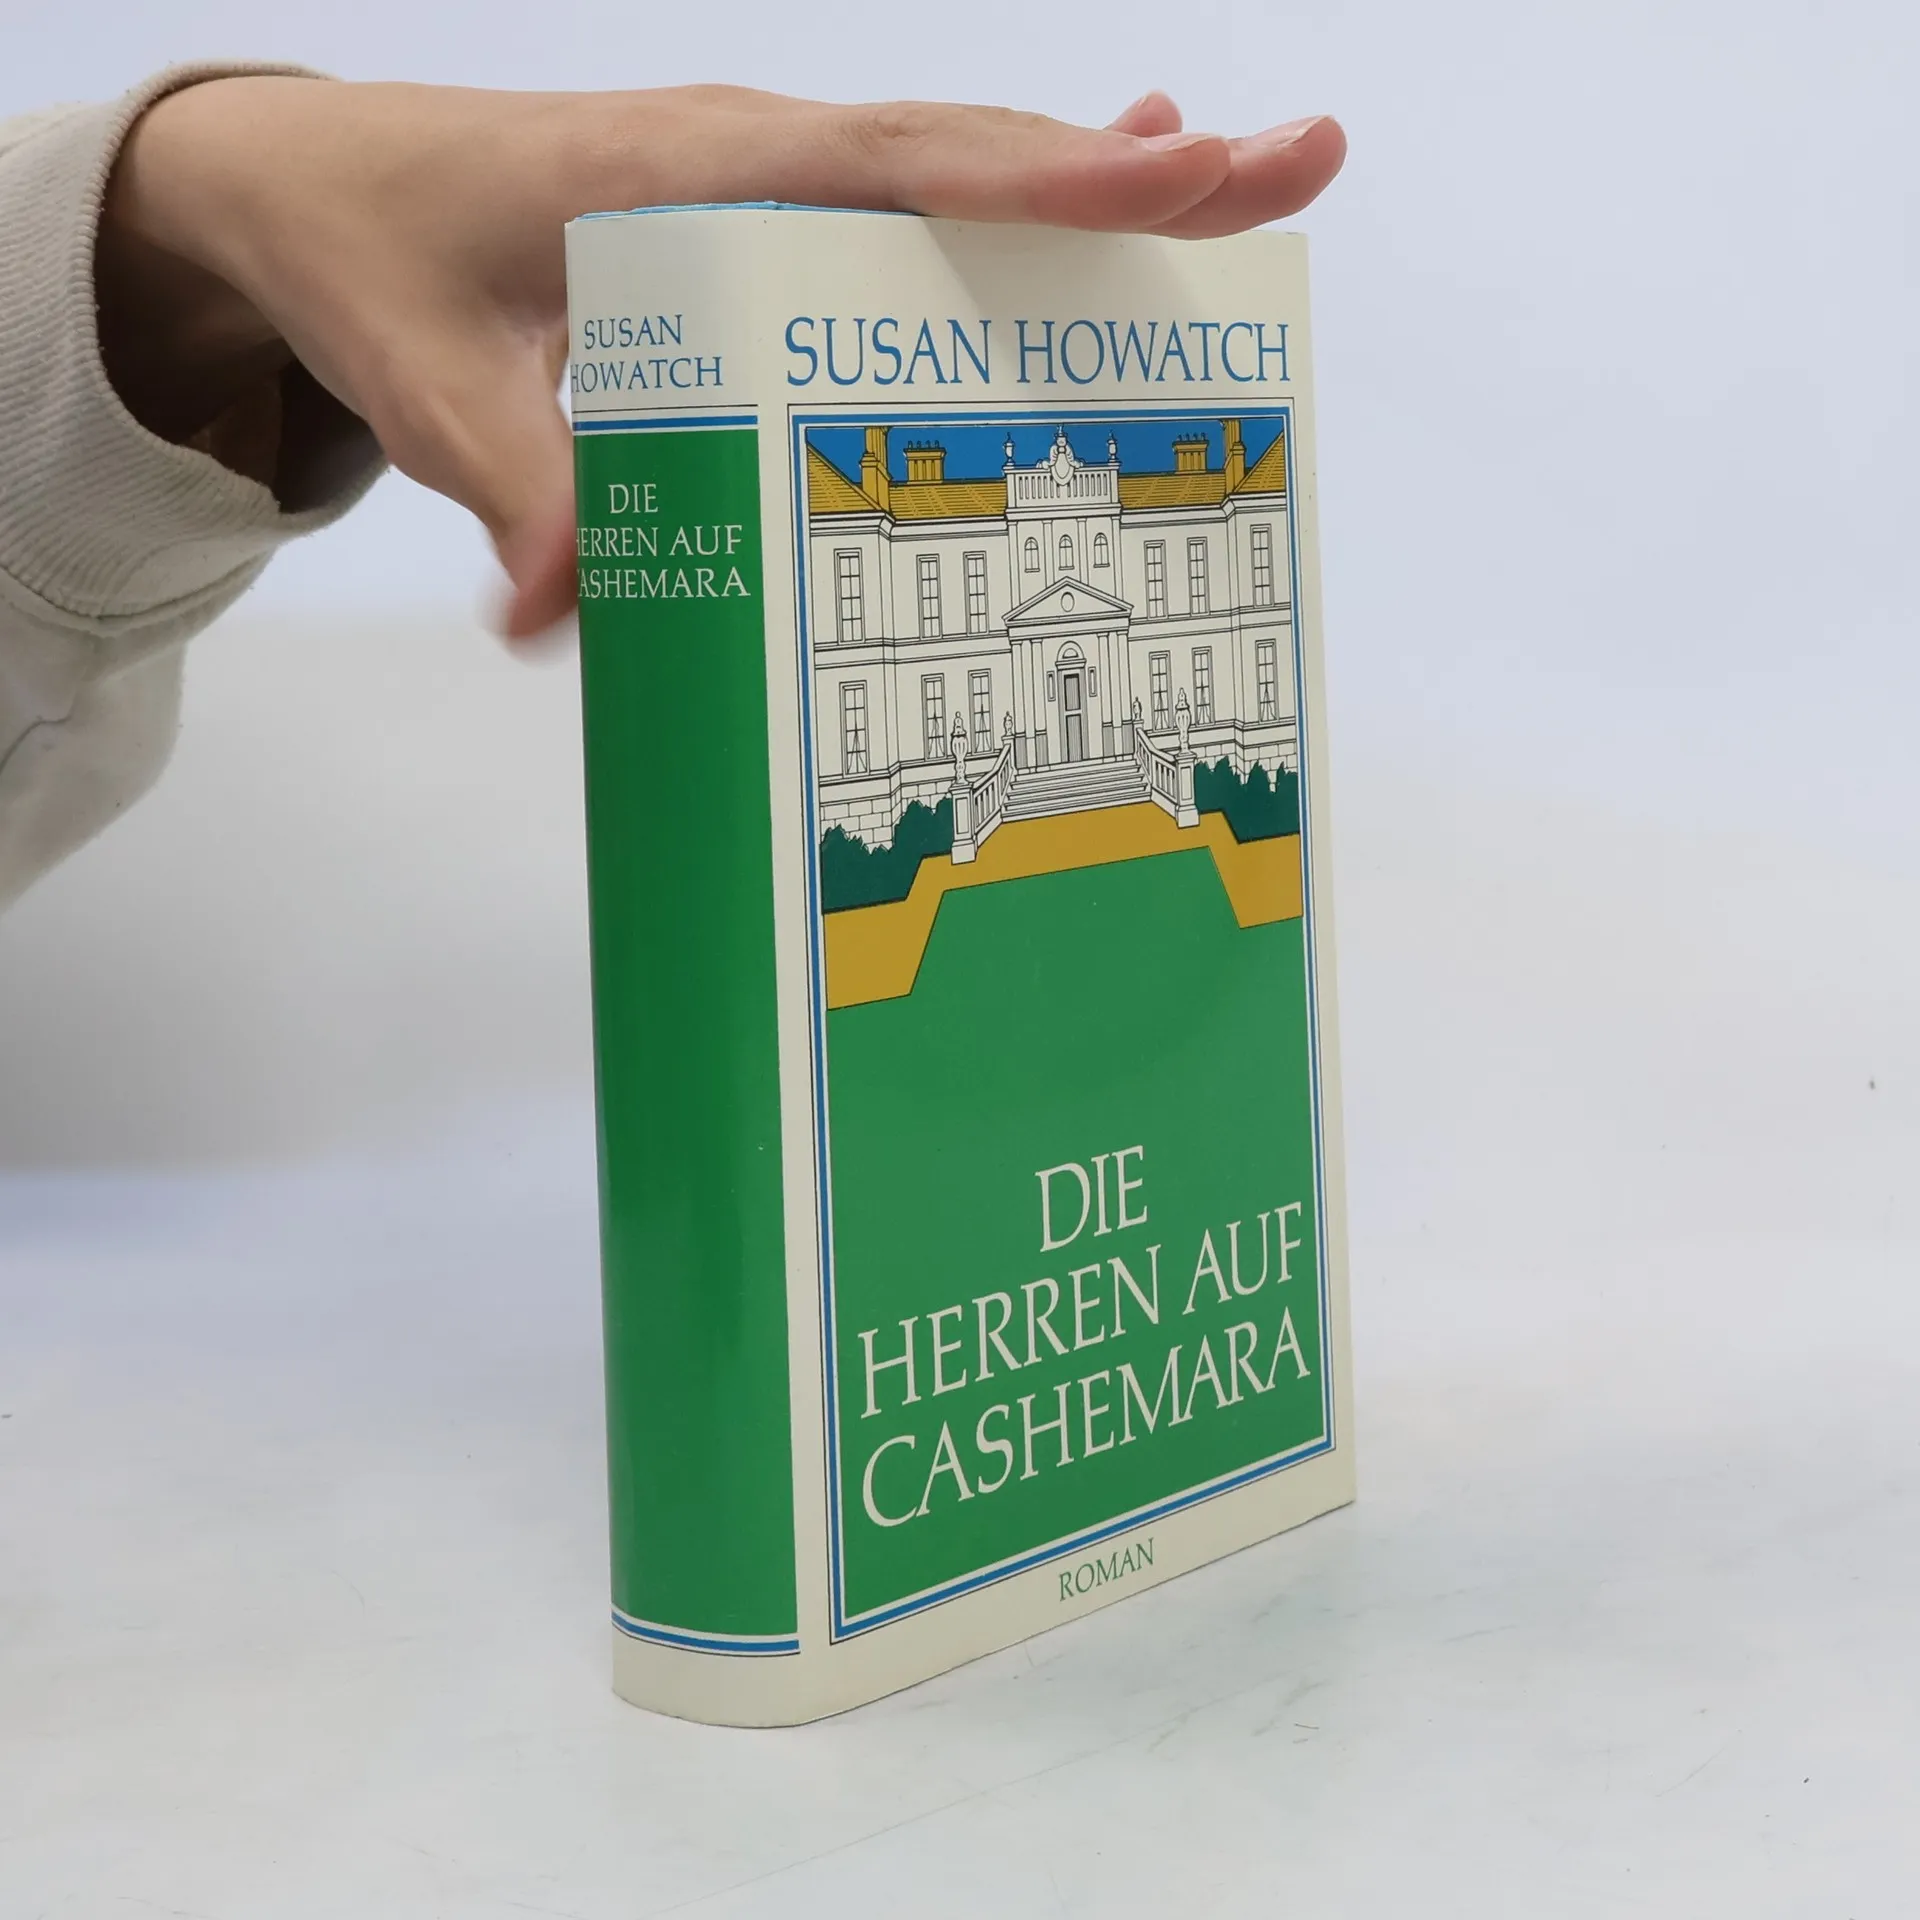 SUSAN
HOWATCH
DIE
HERREN AUF
CASHEMARA
SUSAN HOWATCH
DIE
HERREN AUF
CASHEMARA
ROMAN